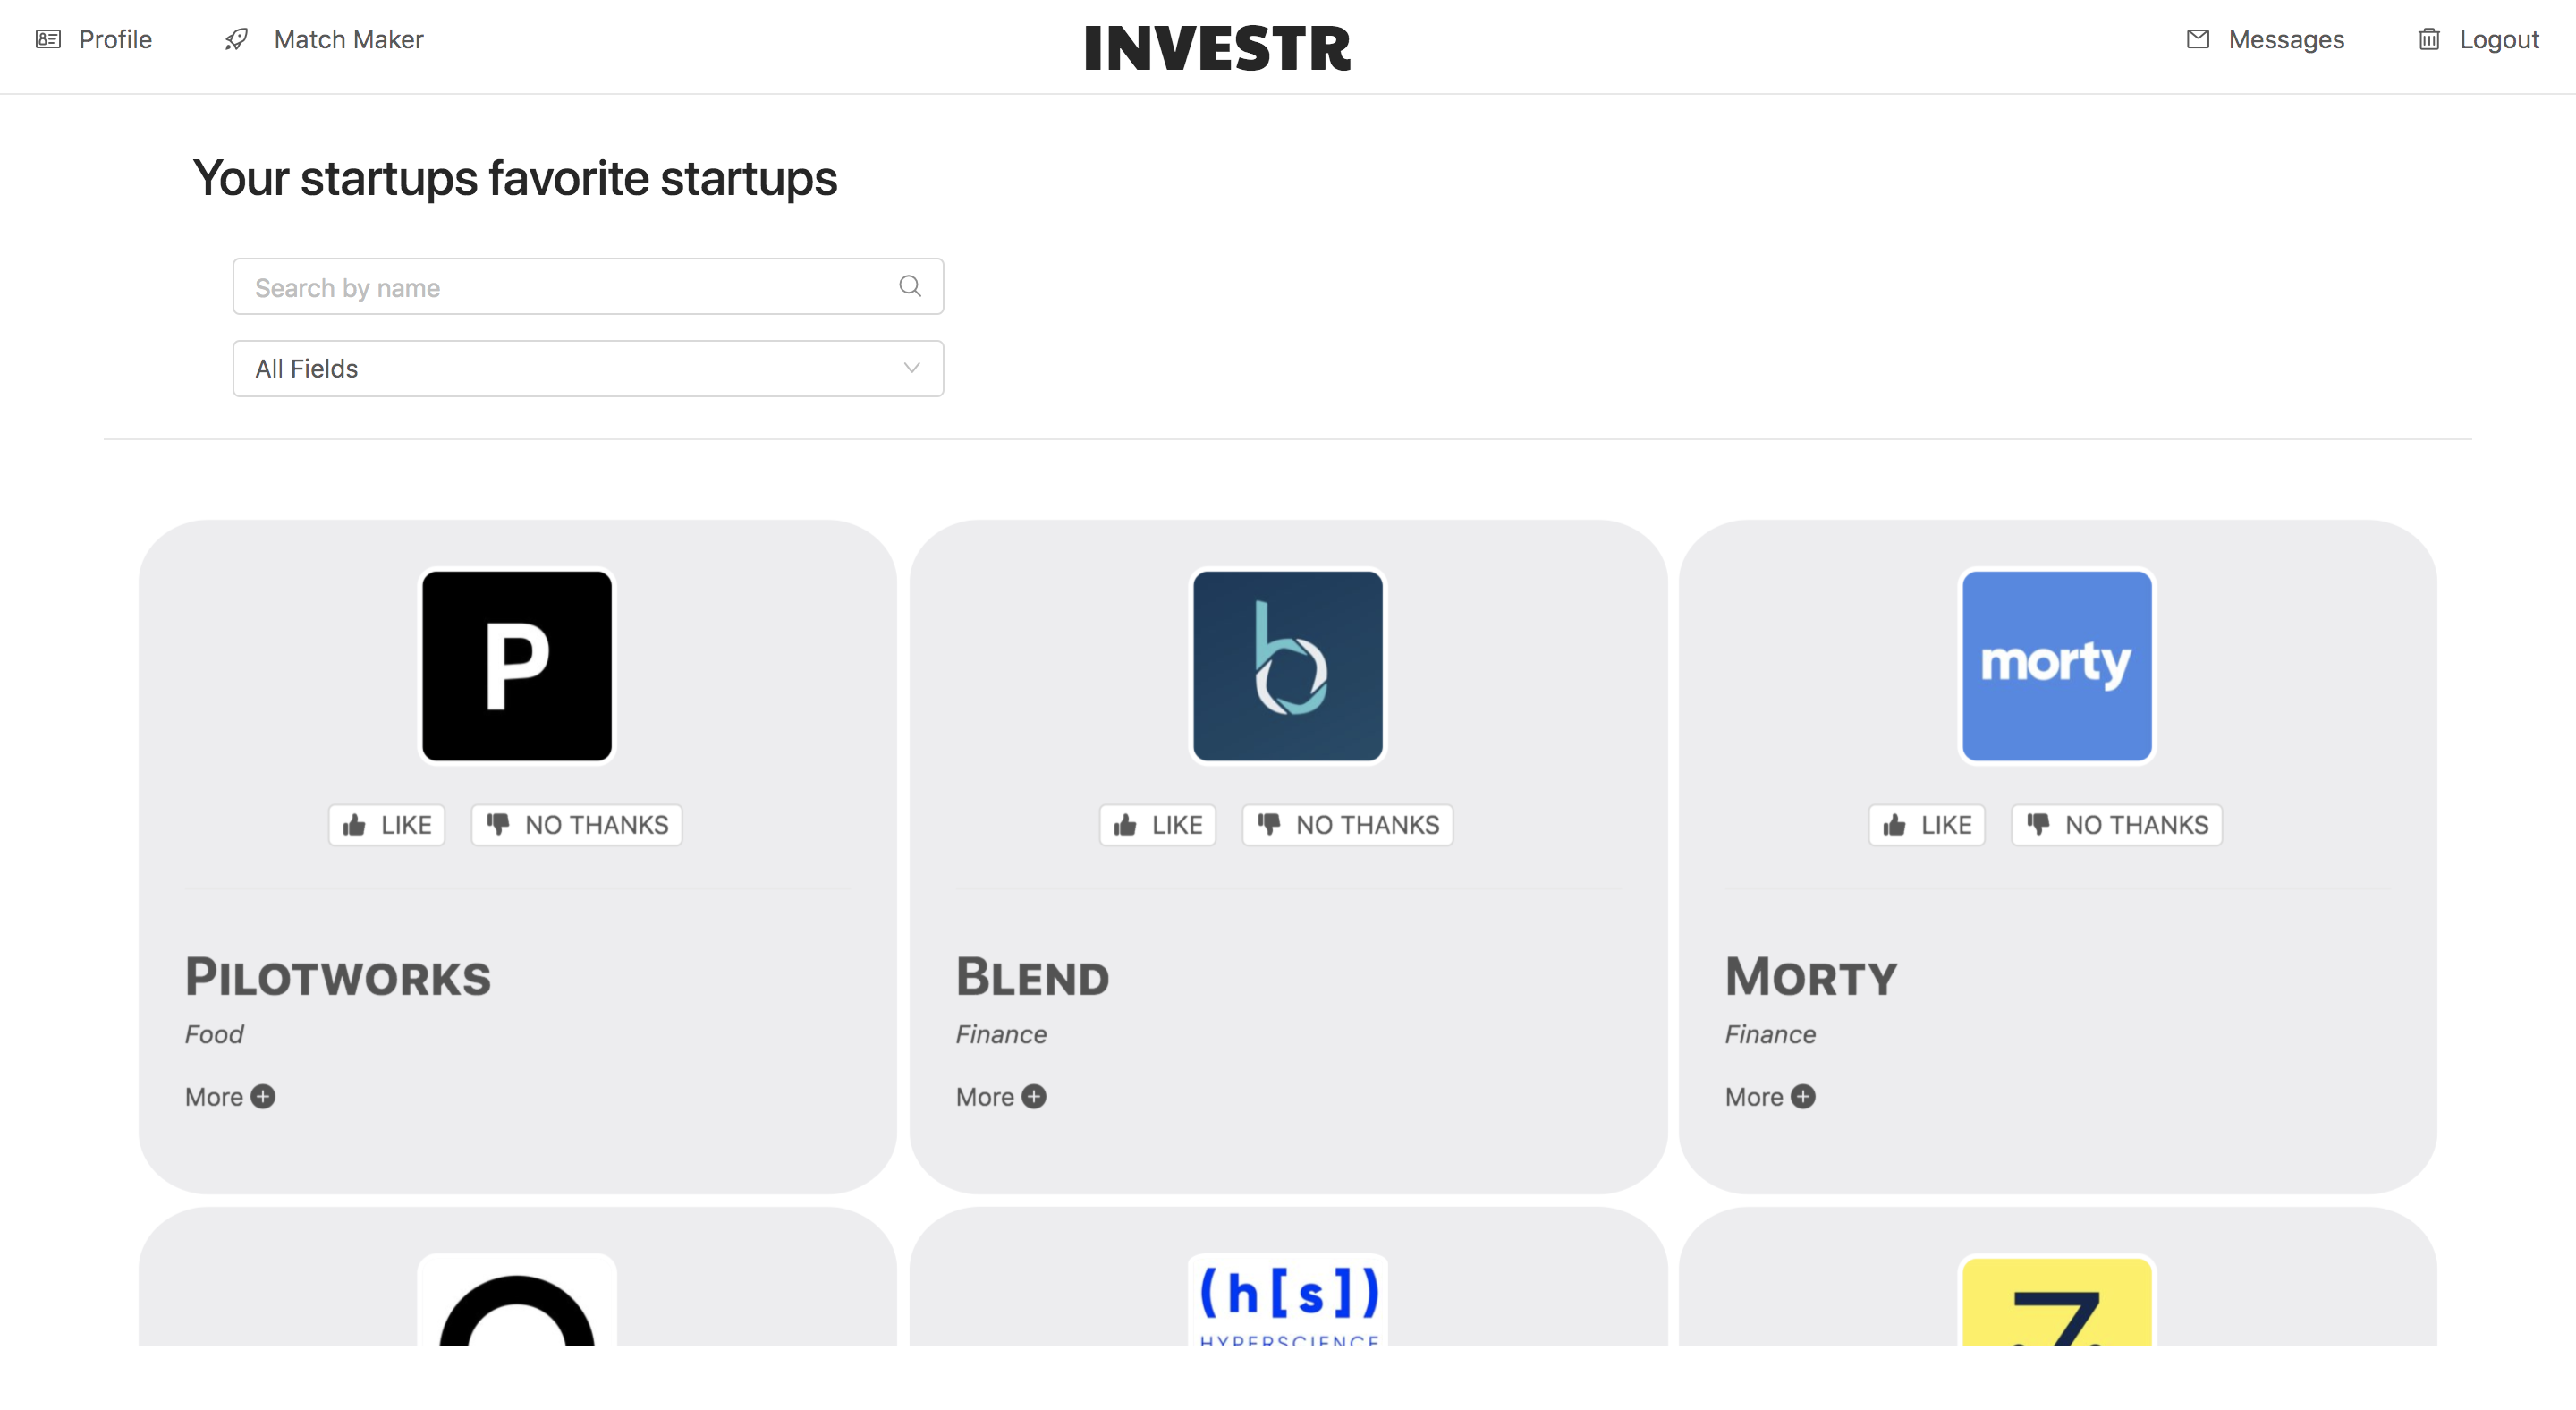 Profile Match Maker INVESTR Messages Logout
Your startups favorite startups
Search by name
All Fields
P
b
morty
LIKE NO THANKS LIKE NO THANKS LIKE NO THANKS
PILOTWORKS BLEND MORTY
Food Finance Finance
More More More
(h[s])
HYPERSCIENCE